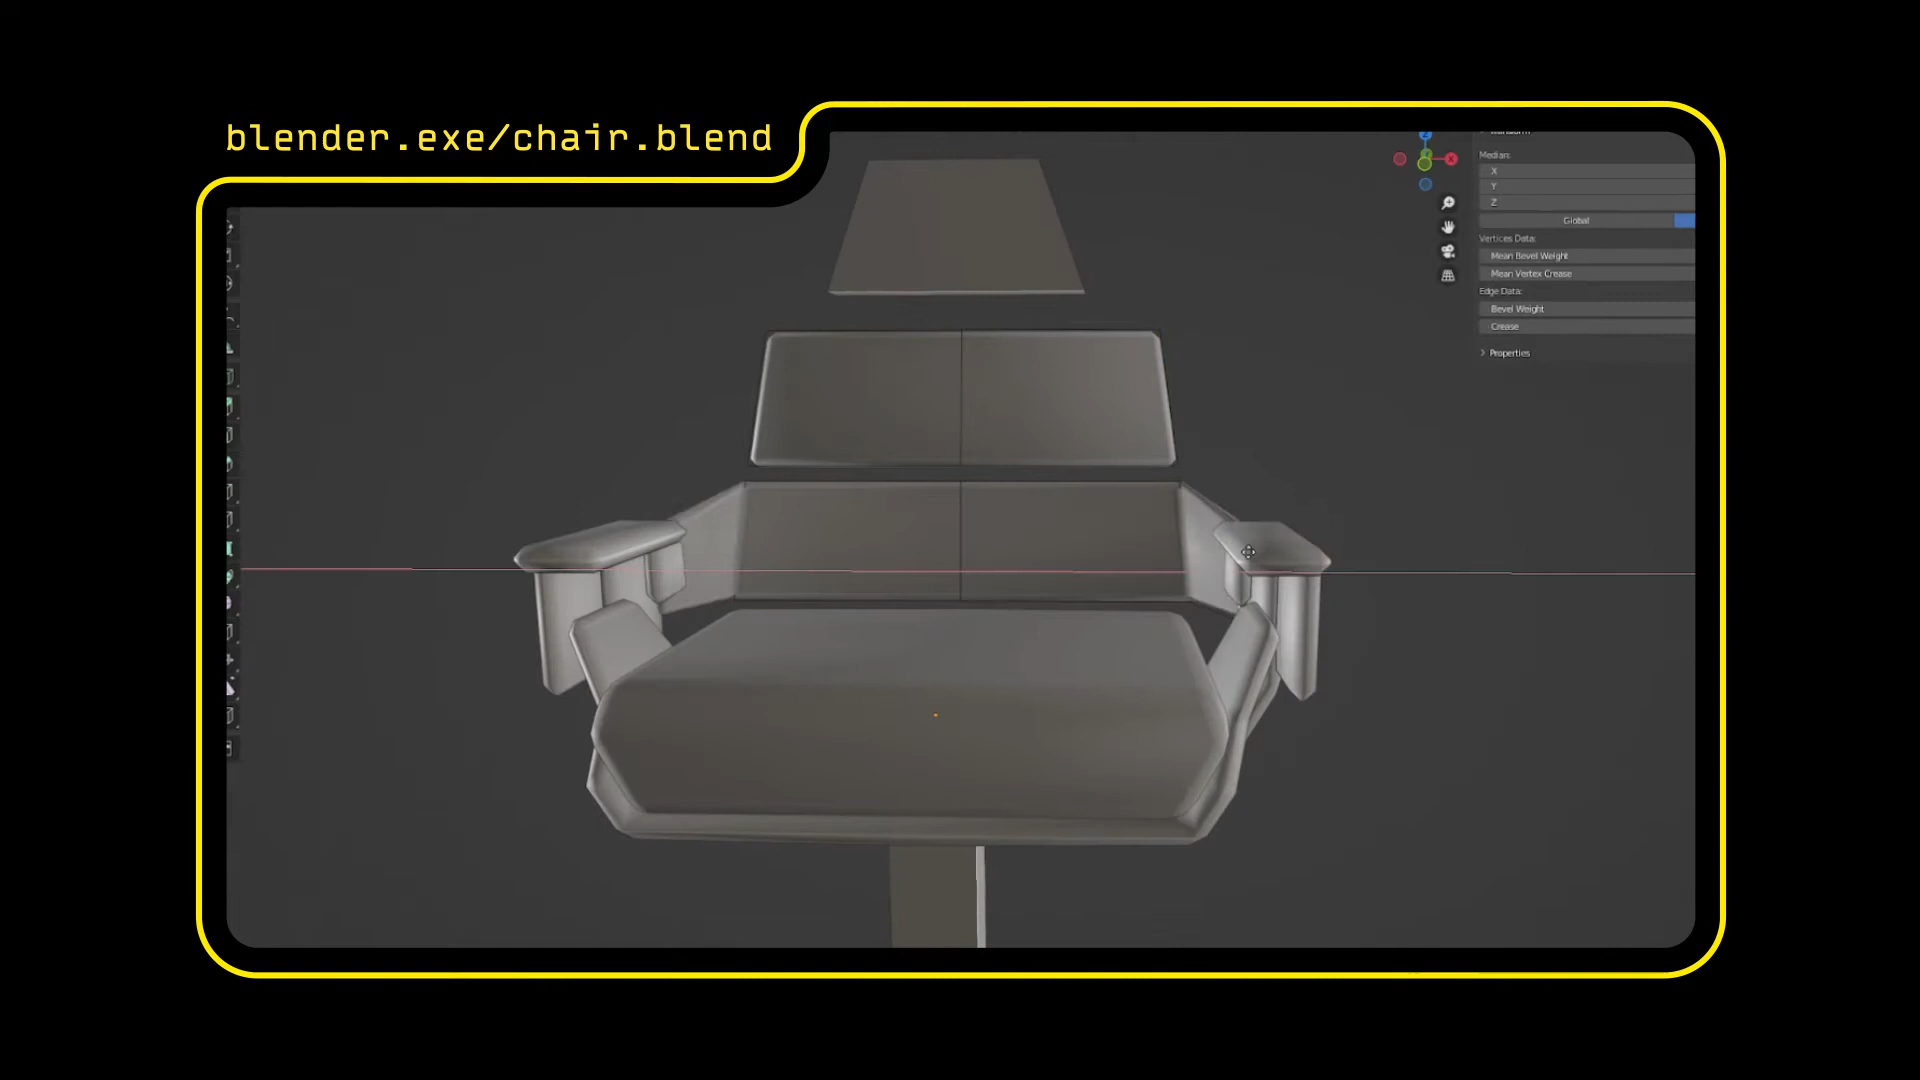 blender.exe/chair.blend
Z
X
Median:
X
Y
Z
Global
Vertices Data:
Mean Bevel Weight
Mean Vertex Crease
Edge Data:
Bevel Weight
Crease
Properties